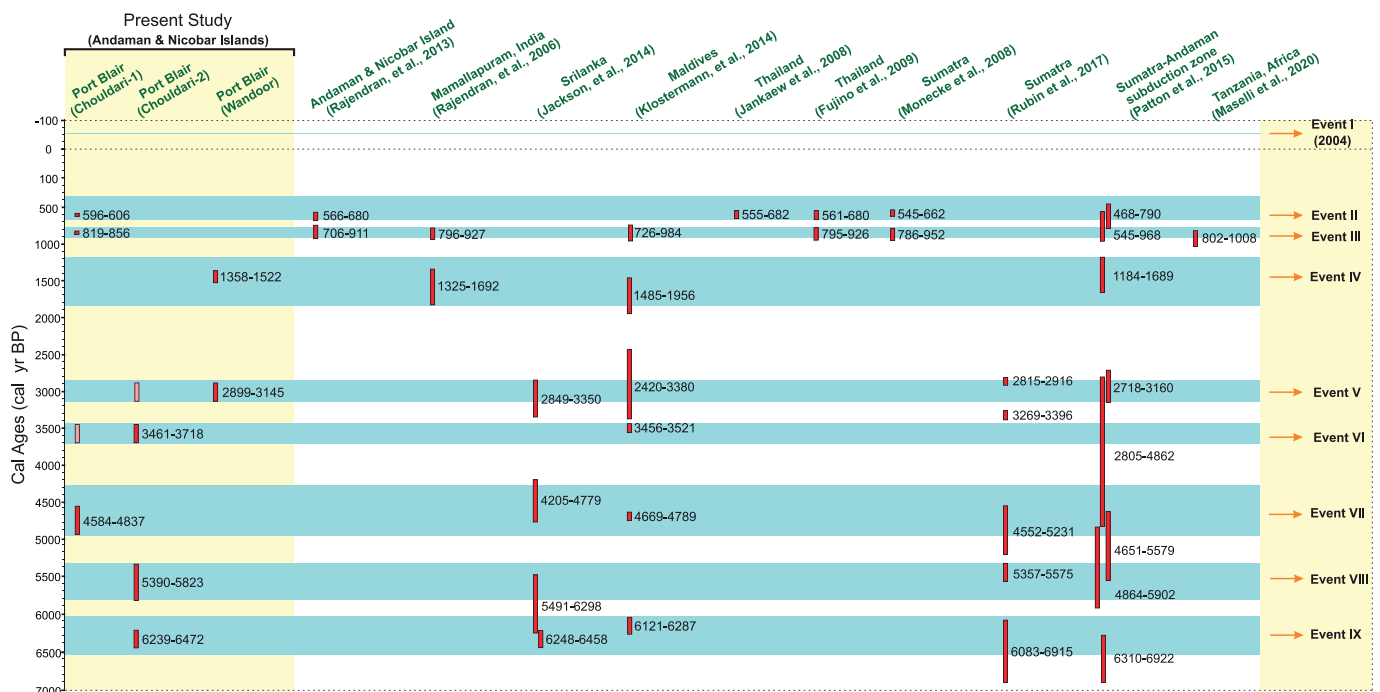 Present Study
(Andaman & Nicobar Islands)
Port Blair
(Chouldari-1)
Port Blair
(Chouldari-2)
Port Blair
(Wandoor)
Andaman & Nicobar Island
(Rajendran, et al., 2013)
Mamallapuram, India
(Rajendran, et al., 2006)
Srilanka
(Jackson, et al., 2014)
Maldives
(Klostermann, et al., 2014)
Thailand
(Jankaew et al., 2008)
Thailand
(Fujino et al., 2009)
Sumatra
(Monecke et al., 2008)
Sumatra
(Rubin et al., 2017)
Sumatra-Andaman
subduction zone
(Patton et al., 2015)
Tanzania, Africa
(Maselli et al., 2020)
Cal Ages (cal yr BP)
-100
0
100
500
1000
1500
2000
2500
3000
3500
4000
4500
5000
5500
6000
6500
7000
Event I
(2004)
596-606
566-680
555-682
561-680
545-662
468-790
Event II
819-856
706-911
796-927
726-984
795-926
786-952
545-968
802-1008
Event III
1358-1522
1325-1692
1485-1956
1184-1689
Event IV
2899-3145
2849-3350
2420-3380
2815-2916
3269-3396
2718-3160
Event V
3461-3718
3456-3521
2805-4862
Event VI
4584-4837
4205-4779
4669-4789
4552-5231
4651-5579
Event VII
5390-5823
5491-6298
5357-5575
4864-5902
Event VIII
6239-6472
6248-6458
6121-6287
6083-6915
6310-6922
Event IX